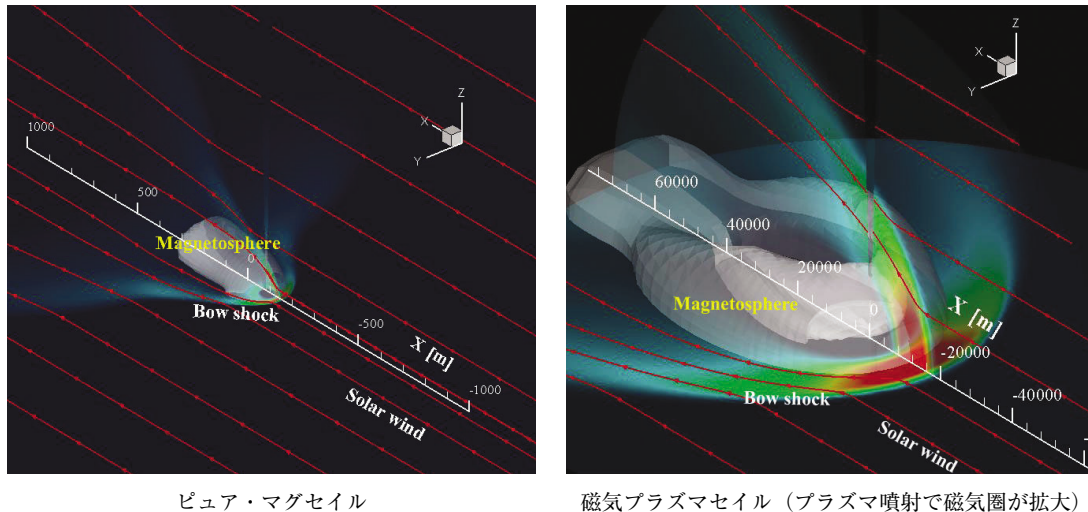 Z
X
Y
1000
500
Magnetosphere
0
Bow shock
-500
X [m]
-1000
Solar wind
ピュア・マグセイル
Z
X
Y
60000
40000
20000
Magnetosphere
0
X [m]
-20000
Bow shock
-40000
Solar wind
磁気プラズマセイル（プラズマ噴射で磁気圏が拡大）